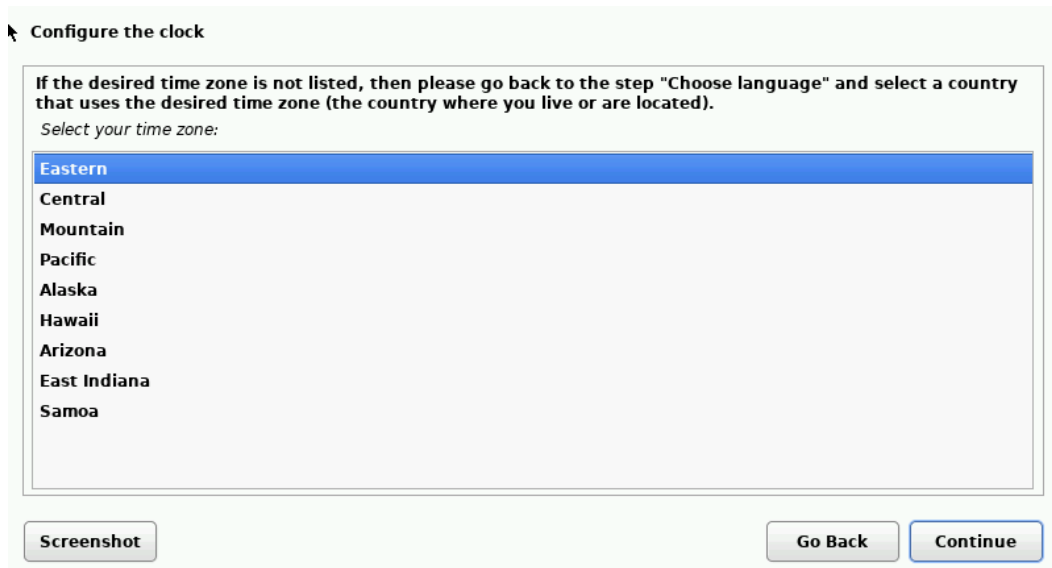 Configure the clock
If the desired time zone is not listed, then please go back to the step "Choose language" and select a country
that uses the desired time zone (the country where you live or are located).
Select your time zone:
Eastern
Central
Mountain
Pacific
Alaska
Hawaii
Arizona
East Indiana
Samoa
Screenshot
Go Back
Continue